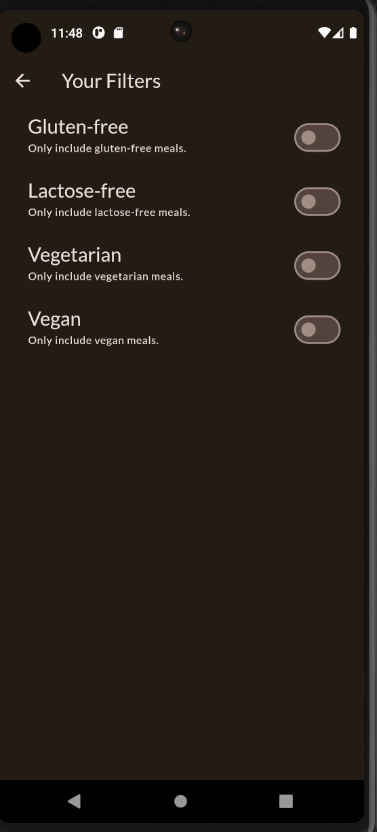 11:48
Your Filters
Gluten-free
Only include gluten-free meals.
Lactose-free
Only include lactose-free meals.
Vegetarian
Only include vegetarian meals.
Vegan
Only include vegan meals.